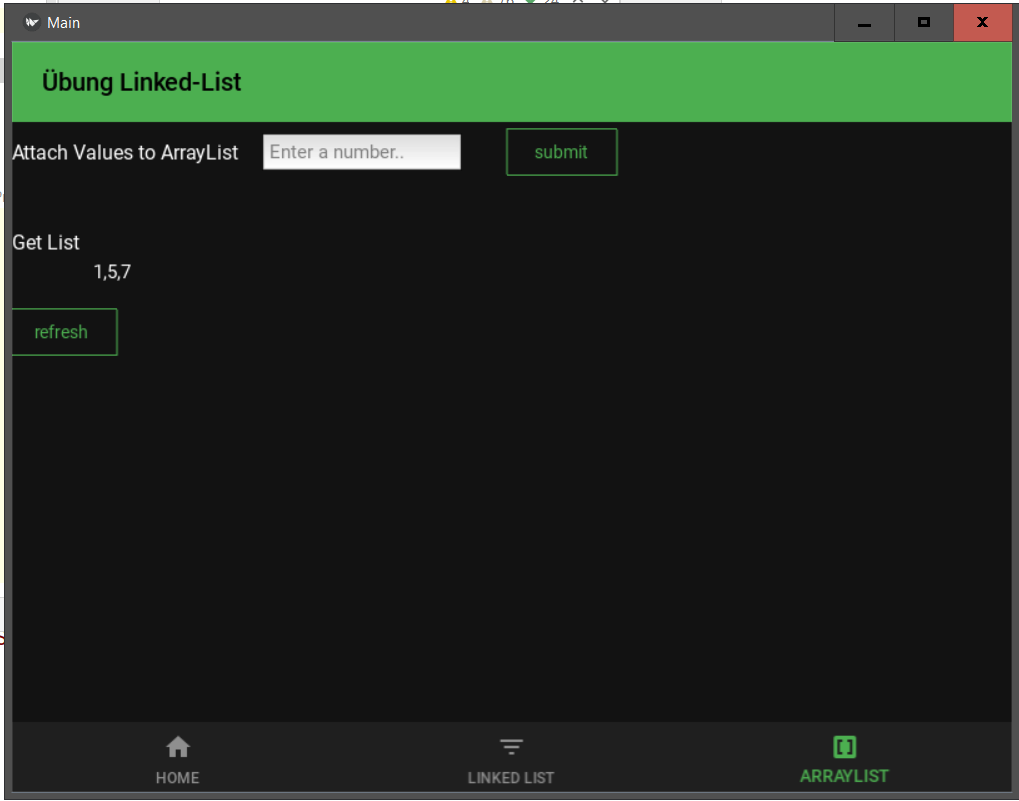 Main
Übung Linked-List
Attach Values to ArrayList Enter a number.. submit
Get List
1,5,7
refresh
HOME LINKED LIST ARRAYLIST